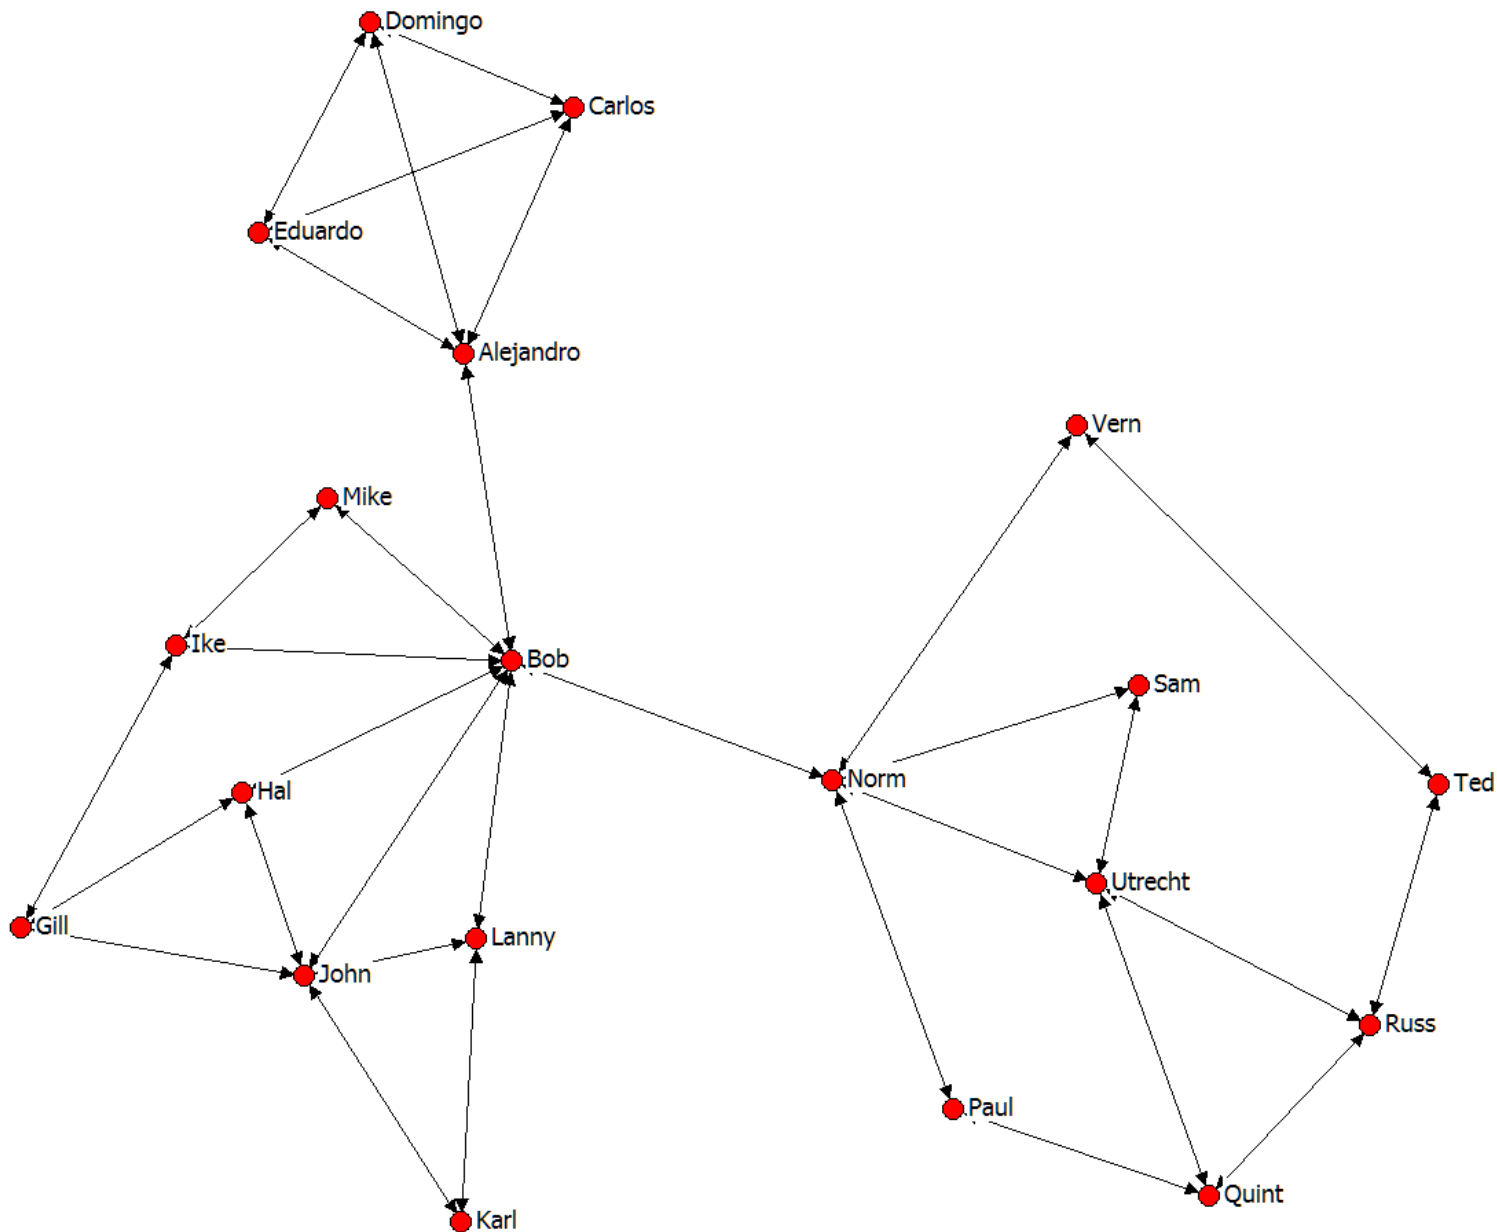 Domingo
Carlos
Eduardo
Alejandro
Vern
Mike
Ike
Bob
Sam
Norm
Ted
Hal
Utrecht
Gill
Lanny
John
Russ
Paul
Quint
Karl